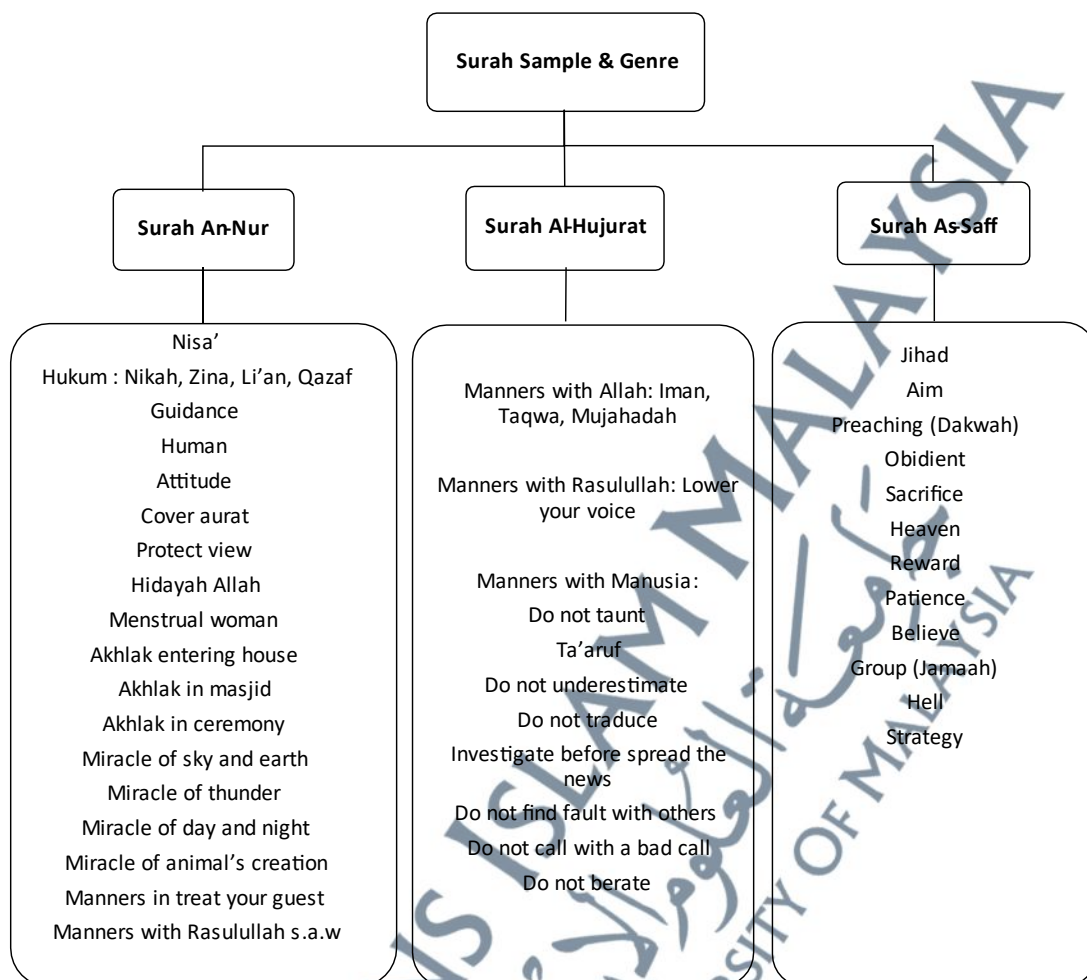 Surah Sample & Genre
Surah An-Nur
Surah Al-Hujurat
Surah As-Saff
Nisa’
Hukum : Nikah, Zina, Li’an, Qazaf
Guidance
Human
Attitude
Cover aurat
Protect view
Hidayah Allah
Menstrual woman
Akhlak entering house
Akhlak in masjid
Akhlak in ceremony
Miracle of sky and earth
Miracle of thunder
Miracle of day and night
Miracle of animal’s creation
Manners in treat your guest
Manners with Rasulullah s.a.w
Manners with Allah: Iman,
Taqwa, Mujahadah
Manners with Rasulullah: Lower
your voice
Manners with Manusia:
Do not taunt
Ta’aruf
Do not underestimate
Do not traduce
Investigate before spread the
news
Do not find fault with others
Do not call with a bad call
Do not berate
Jihad
Aim
Preaching (Dakwah)
Obidient
Sacrifice
Heaven
Reward
Patience
Believe
Group (Jamaah)
Hell
Strategy
IS ISLAM MALAYSIA
SITY OF MALAYSIA